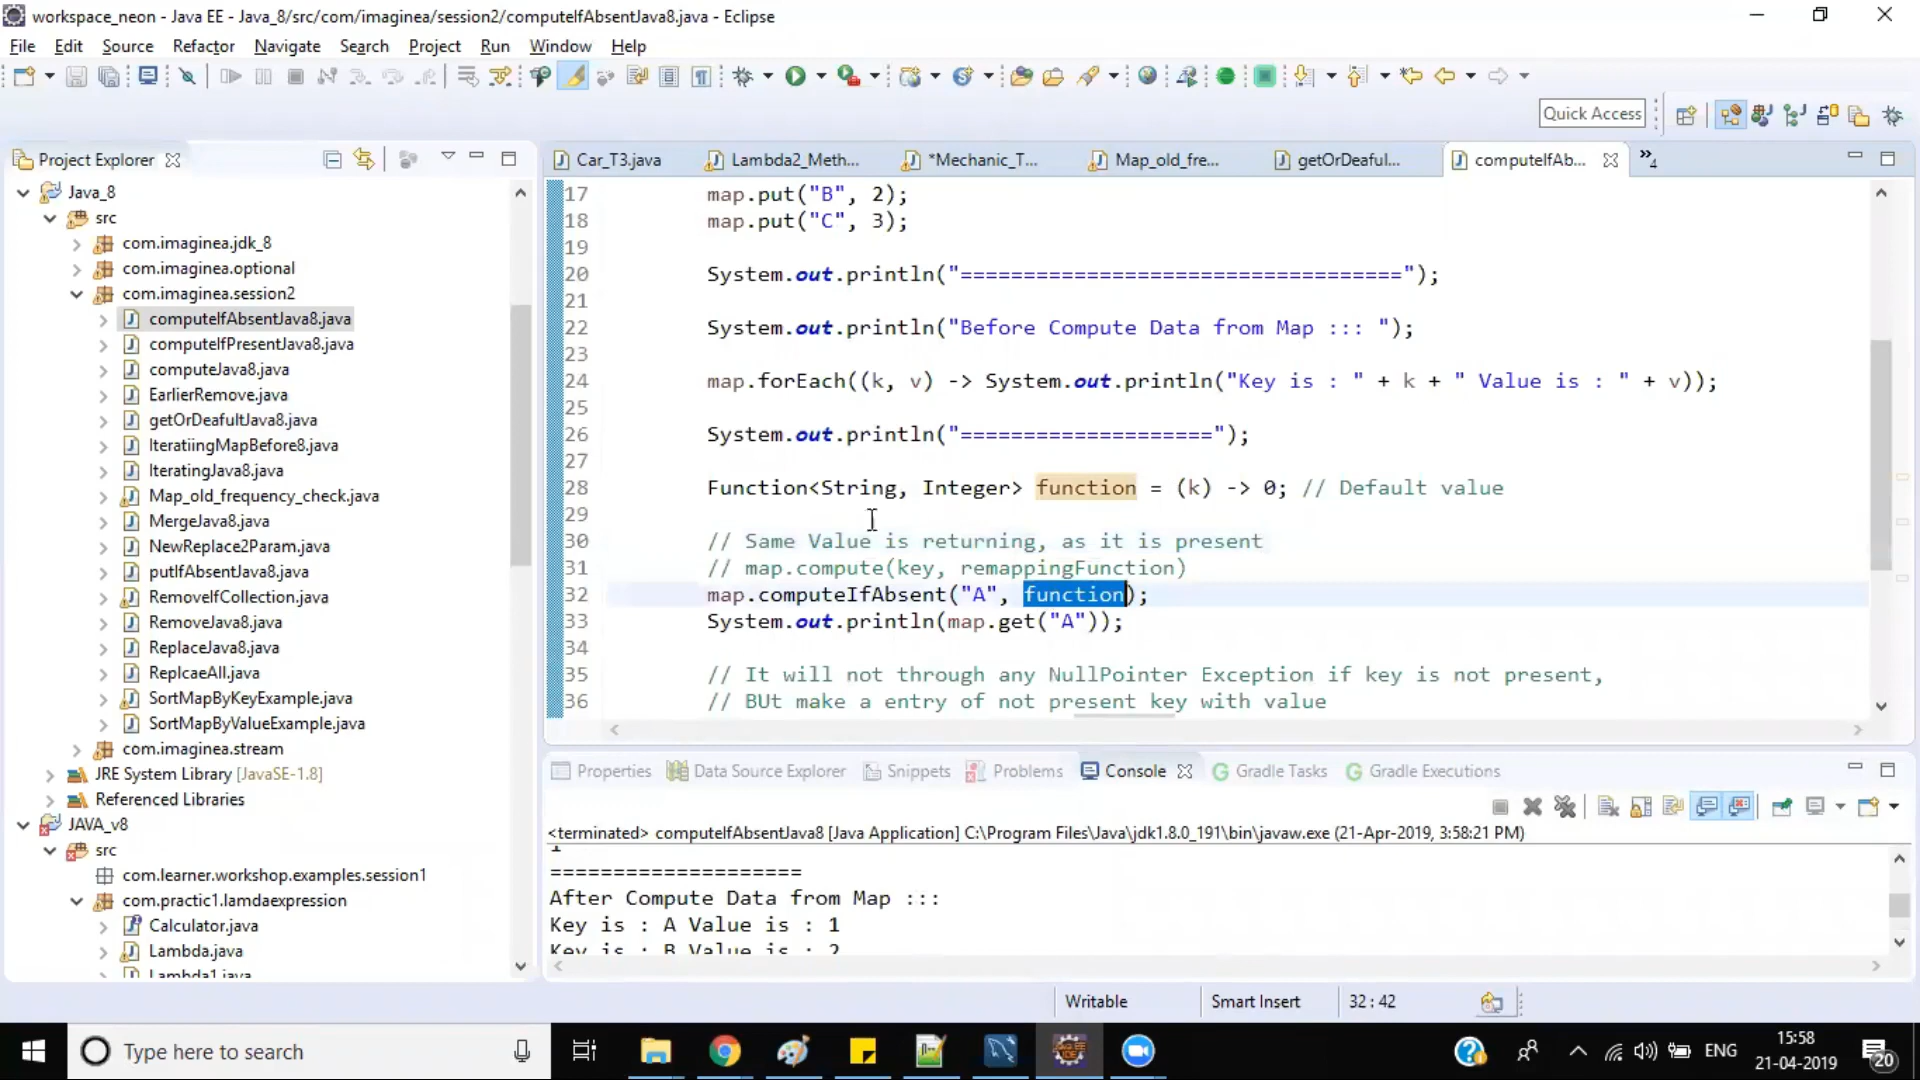 workspace_neon - Java EE - Java_8/src/com/imaginea/session2/computeIfAbsentJava8.java - Eclipse
File Edit Source Refactor Navigate Search Project Run Window Help
Quick Access
Project Explorer
Java_8
src
com.imaginea.jdk_8
com.imaginea.optional
com.imaginea.session2
computeIfAbsentJava8.java
computeIfPresentJava8.java
computeJava8.java
EarlierRemove.java
getOrDeafultJava8.java
IteratiingMapBefore8.java
IteratingJava8.java
Map_old_frequency_check.java
MergeJava8.java
NewReplace2Param.java
putIfAbsentJava8.java
RemoveIfCollection.java
RemoveJava8.java
ReplaceJava8.java
ReplcaeAll.java
SortMapByKeyExample.java
SortMapByValueExample.java
com.imaginea.stream
JRE System Library [JavaSE-1.8]
Referenced Libraries
JAVA_v8
src
com.learner.workshop.examples.session1
com.practic1.lamdaexpression
Calculator.java
Lambda.java
Lambda1.java
Car_T3.java Lambda2_Meth... *Mechanic_T... Map_old_fre... getOrDeaful... computeIfAb... 4
17 map.put("B", 2);
18 map.put("C", 3);
19
20 System.out.println("===================================");
21
22 System.out.println("Before Compute Data from Map ::: ");
23
24 map.forEach((k, v) -> System.out.println("Key is : " + k + " Value is : " + v));
25
26 System.out.println("====================");
27
28 Function<String, Integer> function = (k) -> 0; // Default value
29
30 // Same Value is returning, as it is present
31 // map.compute(key, remappingFunction)
32 map.computeIfAbsent("A", function);
33 System.out.println(map.get("A"));
34
35 // It will not through any NullPointer Exception if key is not present,
36 // BUt make a entry of not present key with value
Properties Data Source Explorer Snippets Problems Console Gradle Tasks Gradle Executions
<terminated> computeIfAbsentJava8 [Java Application] C:\Program Files\Java\jdk1.8.0_191\bin\javaw.exe (21-Apr-2019, 3:58:21 PM)
1
====================
After Compute Data from Map :::
Key is : A Value is : 1
Key is : B Value is : 2
Writable Smart Insert 32 : 42
Type here to search
ENG
15:58
21-04-2019
20